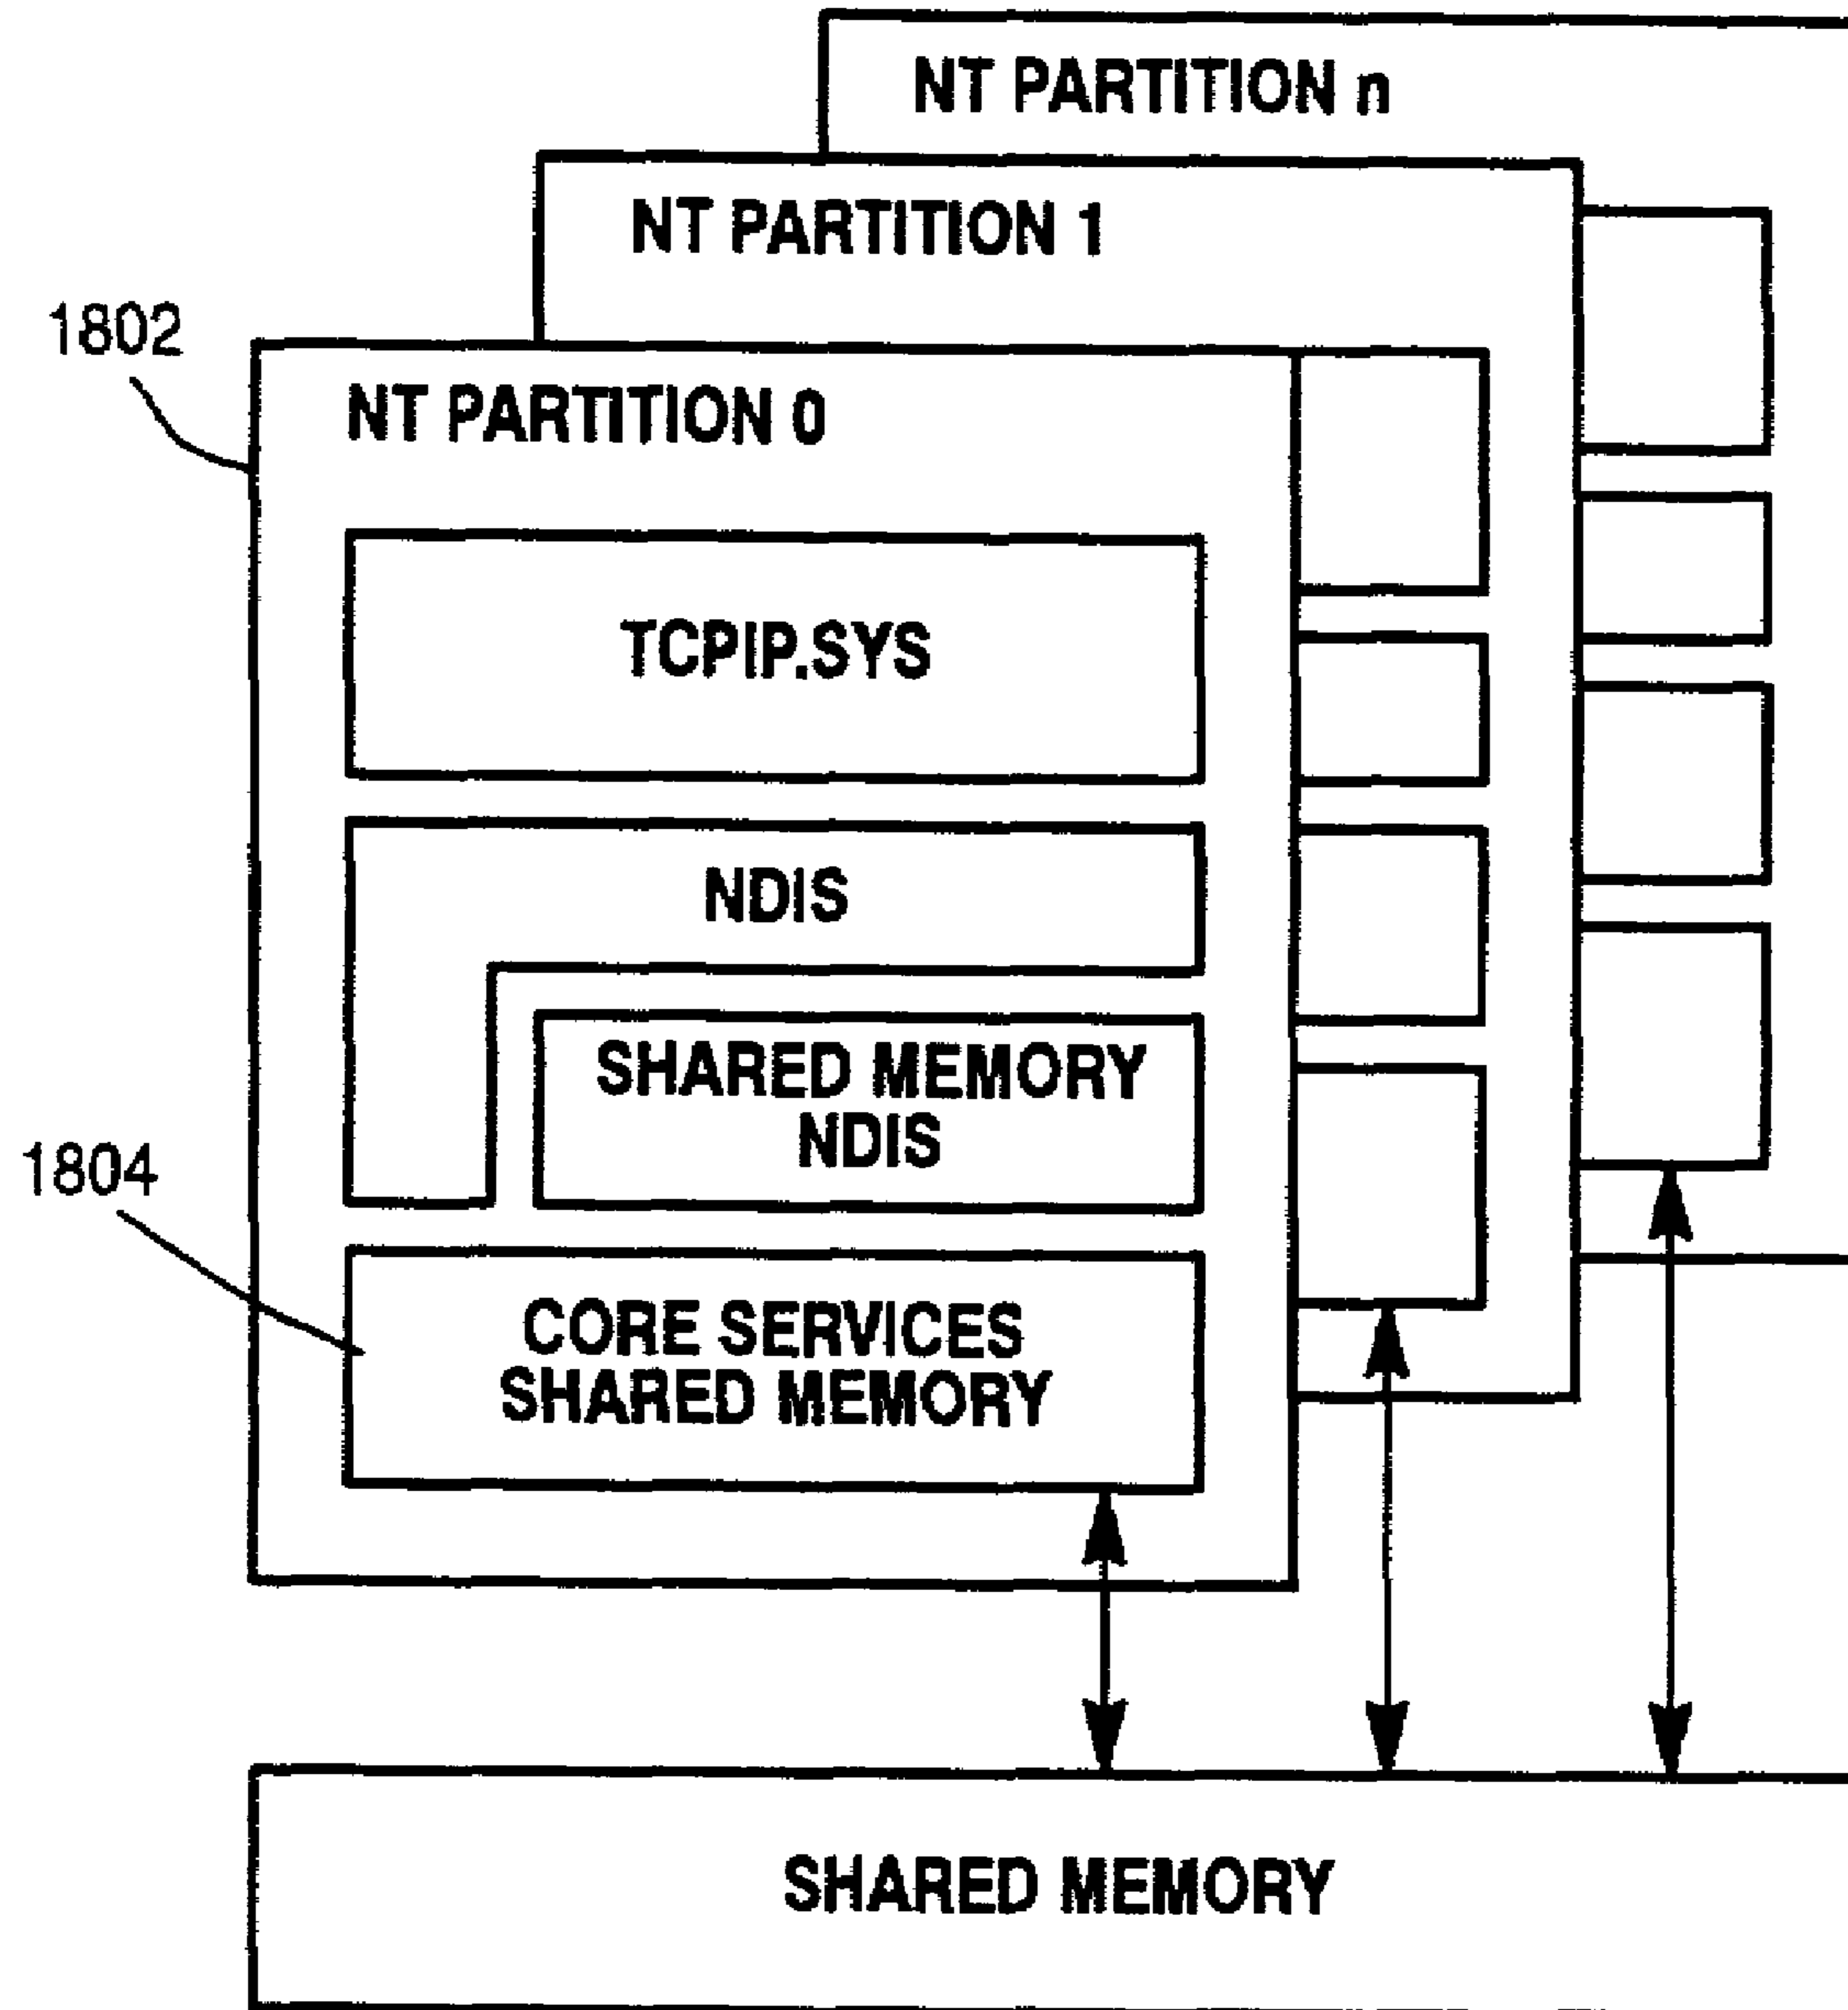 NT PARTITION n
NT PARTITION 1
1802
NT PARTITION 0
TCPIP.SYS
NDIS
SHARED MEMORY
NDIS
1804
CORE SERVICES
SHARED MEMORY
SHARED MEMORY